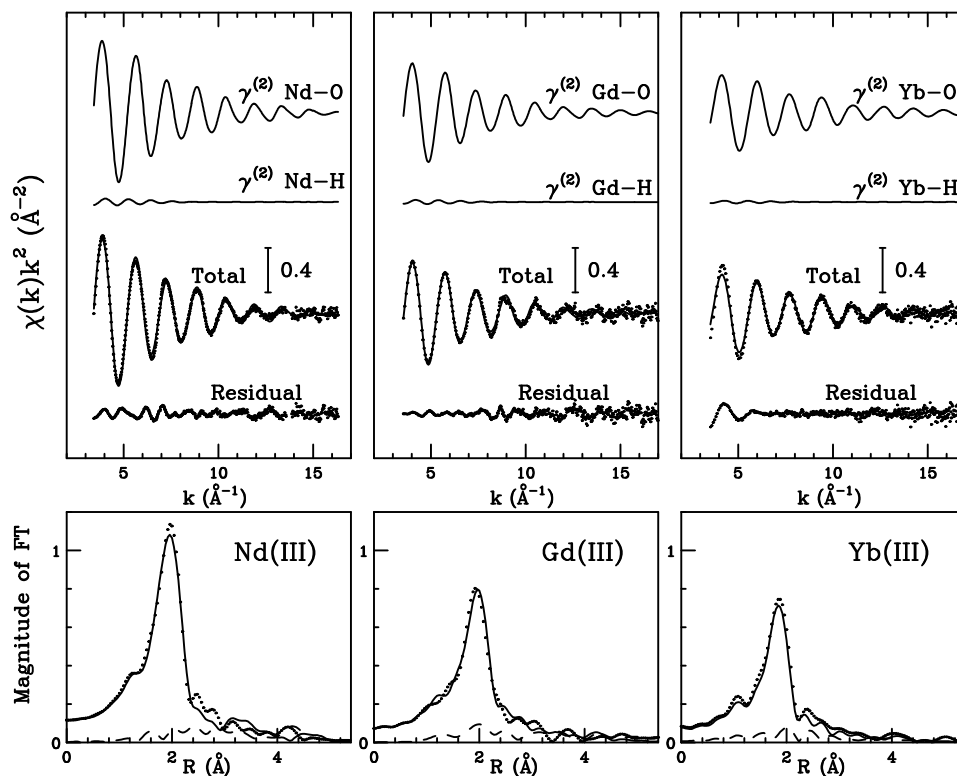 χ(k)k² (Å⁻²)
γ⁽²⁾ Nd−O
γ⁽²⁾ Nd−H
Total
0.4
Residual
5 10 15
k (Å⁻¹)
γ⁽²⁾ Gd−O
γ⁽²⁾ Gd−H
Total
0.4
Residual
5 10 15
k (Å⁻¹)
γ⁽²⁾ Yb−O
γ⁽²⁾ Yb−H
Total
0.4
Residual
5 10 15
k (Å⁻¹)
Magnitude of FT
Nd(III)
1
0
0 2 4
R (Å)
Gd(III)
1
0
0 2 4
R (Å)
Yb(III)
1
0
0 2 4
R (Å)